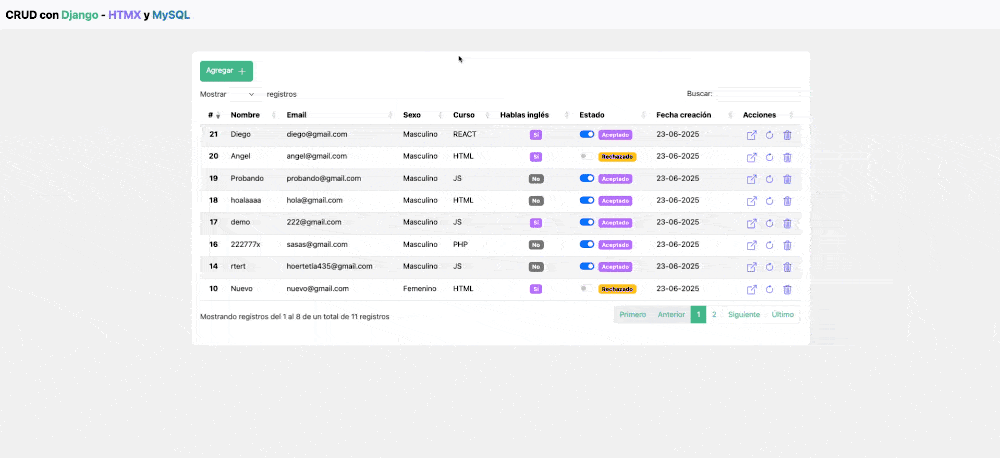 CRUD con Django - HTMX y MySQL
Agregar +
Mostrar registros Buscar:
# Nombre Email Sexo Curso Hablas inglés Estado Fecha creación Acciones
21 Diego diego@gmail.com Masculino REACT Si Aceptado 23-06-2025
20 Angel angel@gmail.com Masculino HTML Si Rechazado 23-06-2025
19 Probando probando@gmail.com Masculino JS No Aceptado 23-06-2025
18 hoalaaaa hola@gmail.com Masculino HTML No Aceptado 23-06-2025
17 demo 222@gmail.com Masculino JS Si Aceptado 23-06-2025
16 222777x sasas@gmail.com Masculino PHP No Aceptado 23-06-2025
14 rtert hoertetia435@gmail.com Masculino JS No Aceptado 23-06-2025
10 Nuevo nuevo@gmail.com Femenino HTML Si Rechazado 23-06-2025
Mostrando registros del 1 al 8 de un total de 11 registros
Primero Anterior 1 2 Siguiente Último